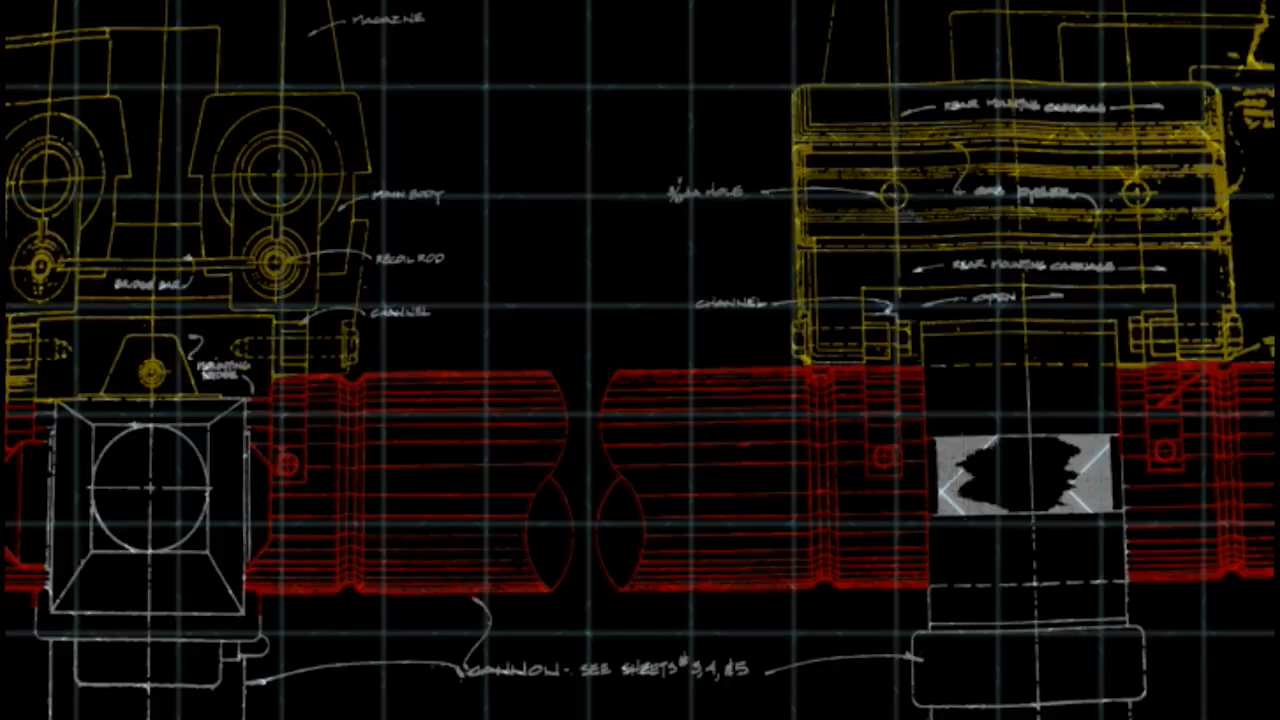 MAGAZINE
REAR MOUNTING CARRIAGE
MAIN BODY
DIA HOLE
RECOIL ROD
REAR MOUNTING CARRIAGE
BRIDGE BAR
CHANNEL
OPEN
CHANNEL
MOUNTING
CANNON - SEE SHEETS # 3,4,&5